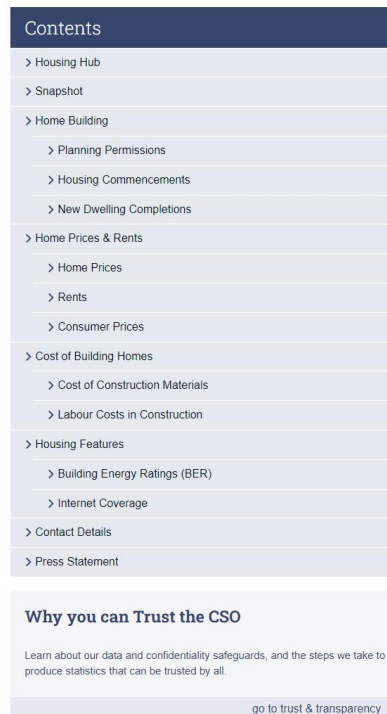 Contents
Housing Hub
Snapshot
Home Building
Planning Permissions
Housing Commencements
New Dwelling Completions
Home Prices & Rents
Home Prices
Rents
Consumer Prices
Cost of Building Homes
Cost of Construction Materials
Labour Costs in Construction
Housing Features
Building Energy Ratings (BER)
Internet Coverage
Contact Details
Press Statement
Why you can Trust the CSO
Learn about our data and confidentiality safeguards, and the steps we take to
produce statistics that can be trusted by all.
go to trust & transparency